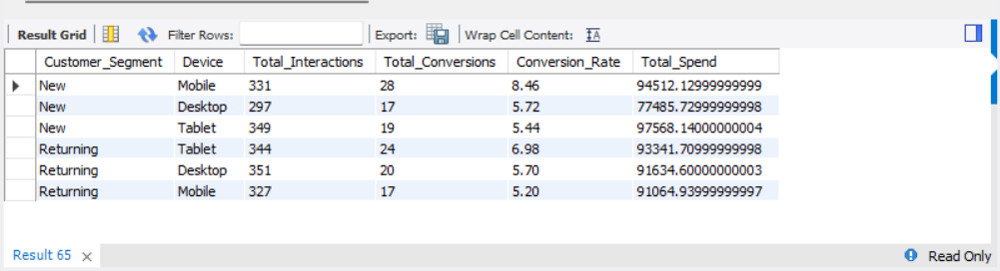 Result Grid Filter Rows: Export: Wrap Cell Content:
Customer_Segment Device Total_Interactions Total_Conversions Conversion_Rate Total_Spend
New Mobile 331 28 8.46 94512.12999999999
New Desktop 297 17 5.72 77485.72999999998
New Tablet 349 19 5.44 97568.14000000004
Returning Tablet 344 24 6.98 93341.70999999998
Returning Desktop 351 20 5.70 91634.60000000003
Returning Mobile 327 17 5.20 91064.93999999997
Result 65 Read Only